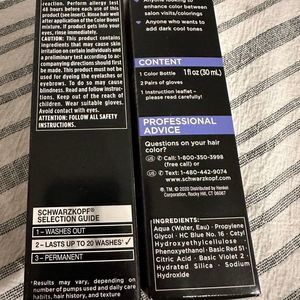 reaction. Perform allergy test
48 hours before each use of this
product (see insert). Rinse hair well
after application of the Color Boost
mixture. If product gets into your
eyes, rinse immediately.
CAUTION: This product contains
ingredients that may cause skin
irritation on certain individuals and
a preliminary test according to ac-
companying directions should first
be made. This product must not be
used for dyeing the eyelashes or
eyebrows. To do so may cause
blindness. Read and follow instruc-
tions. Keep out of the reach of
children. Wear suitable gloves.
Avoid contact with eyes.
ATTENTION: FOLLOW ALL SAFETY
INSTRUCTIONS.
SCHWARZKOPF®
SELECTION GUIDE
1 – WASHES OUT
2 – LASTS UP TO 20 WASHES✓
3 – PERMANENT
*Results may vary, depending on
number of pumps used and daily care
habits, hair history, and texture
enhance color between
salon visits/colorings
Anyone who wants to
add dark cool tones
CONTENT
1 Color Bottle 1 fl oz (30 mL)
2 Pairs of gloves
1 Instruction leaflet –
please read carefully!
PROFESSIONAL
ADVICE
Questions on your
hair color?
Call: 1-800-350-3998
(free call)
Text: 1-480-442-9074
www.schwarzkopf.com
®, ™, © 2020 Distr. by Henkel
Corporation, Rocky Hill, CT 06067
INGREDIENTS:
Aqua (Water, Eau) · Propylene
Glycol · HC Blue No. 16 · Cetyl
Hydroxyethylcellulose ·
Phenoxyethanol · Basic Red 51 ·
Citric Acid · Basic Violet 2 ·
Hydrated Silica · Sodium
Hydroxide